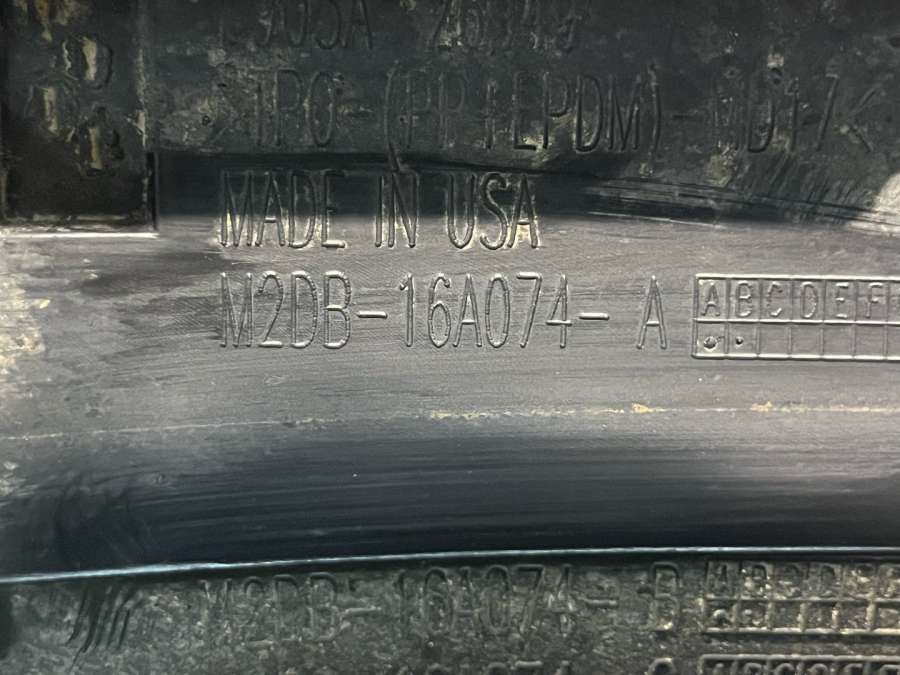 >TPO-(PP+EPDM)-MD17<
MADE IN USA
M2DB-16A074-A ABCDEF
M2DB-16A074-B